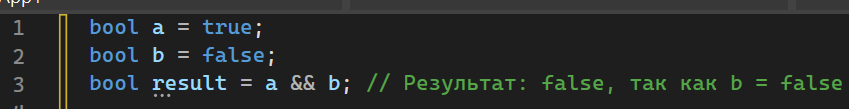 1 bool a = true;
2 bool b = false;
3 bool result = a && b; // Результат: false, так как b = false